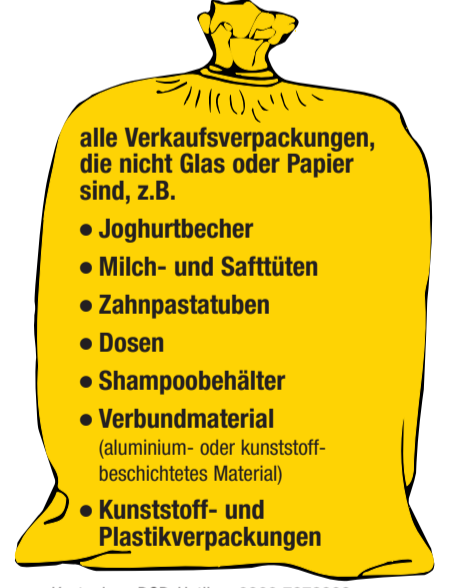 alle Verkaufsverpackungen,
die nicht Glas oder Papier
sind, z.B.
• Joghurtbecher
• Milch- und Safttüten
• Zahnpastatuben
• Dosen
• Shampoobehälter
• Verbundmaterial
(aluminium- oder kunststoff-
beschichtetes Material)
• Kunststoff- und
Plastikverpackungen